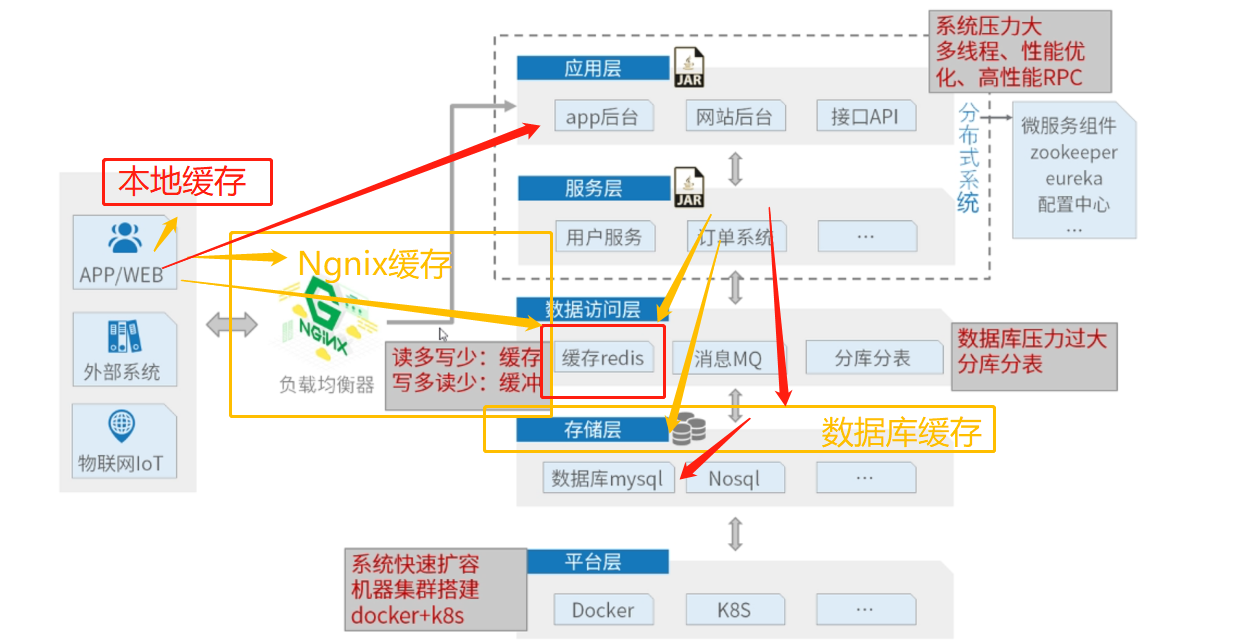 系统压力大
多线程、性能优
化、高性能RPC
应用层
JAR
app后台
网站后台
接口API
分布式系统
微服务组件
zookeeper
eureka
配置中心
...
本地缓存
服务层
JAR
用户服务
订单系统
...
APP/WEB
Ngnix缓存
NGiNX
负载均衡器
外部系统
物联网IoT
读多写少：缓存
写多读少：缓冲
数据访问层
缓存redis
消息MQ
分库分表
数据库压力过大
分库分表
存储层
数据库缓存
数据库mysql
Nosql
...
系统快速扩容
机器集群搭建
docker+k8s
平台层
Docker
K8S
...